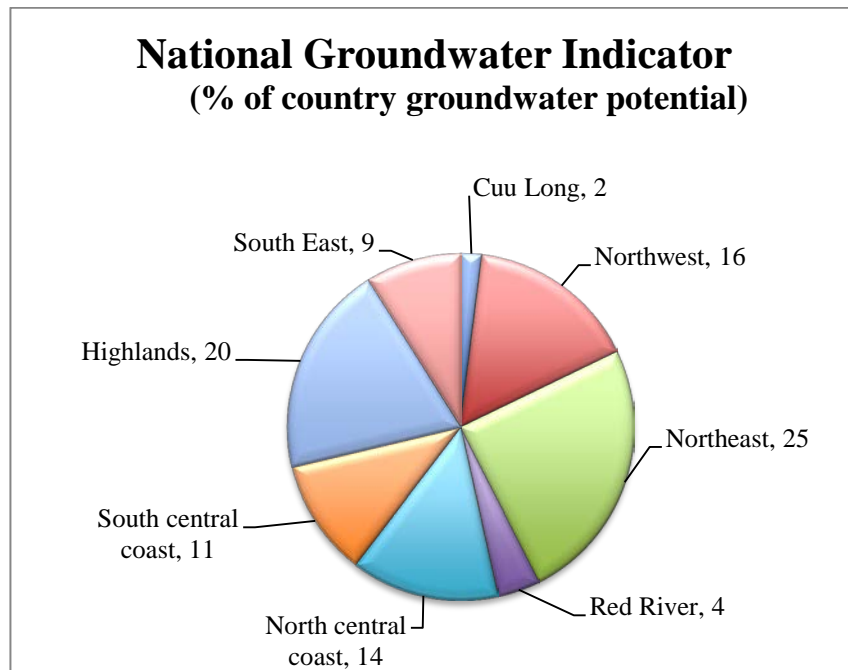 National Groundwater Indicator
(% of country groundwater potential)
Cuu Long, 2
Northwest, 16
Northeast, 25
Red River, 4
North central
coast, 14
South central
coast, 11
Highlands, 20
South East, 9